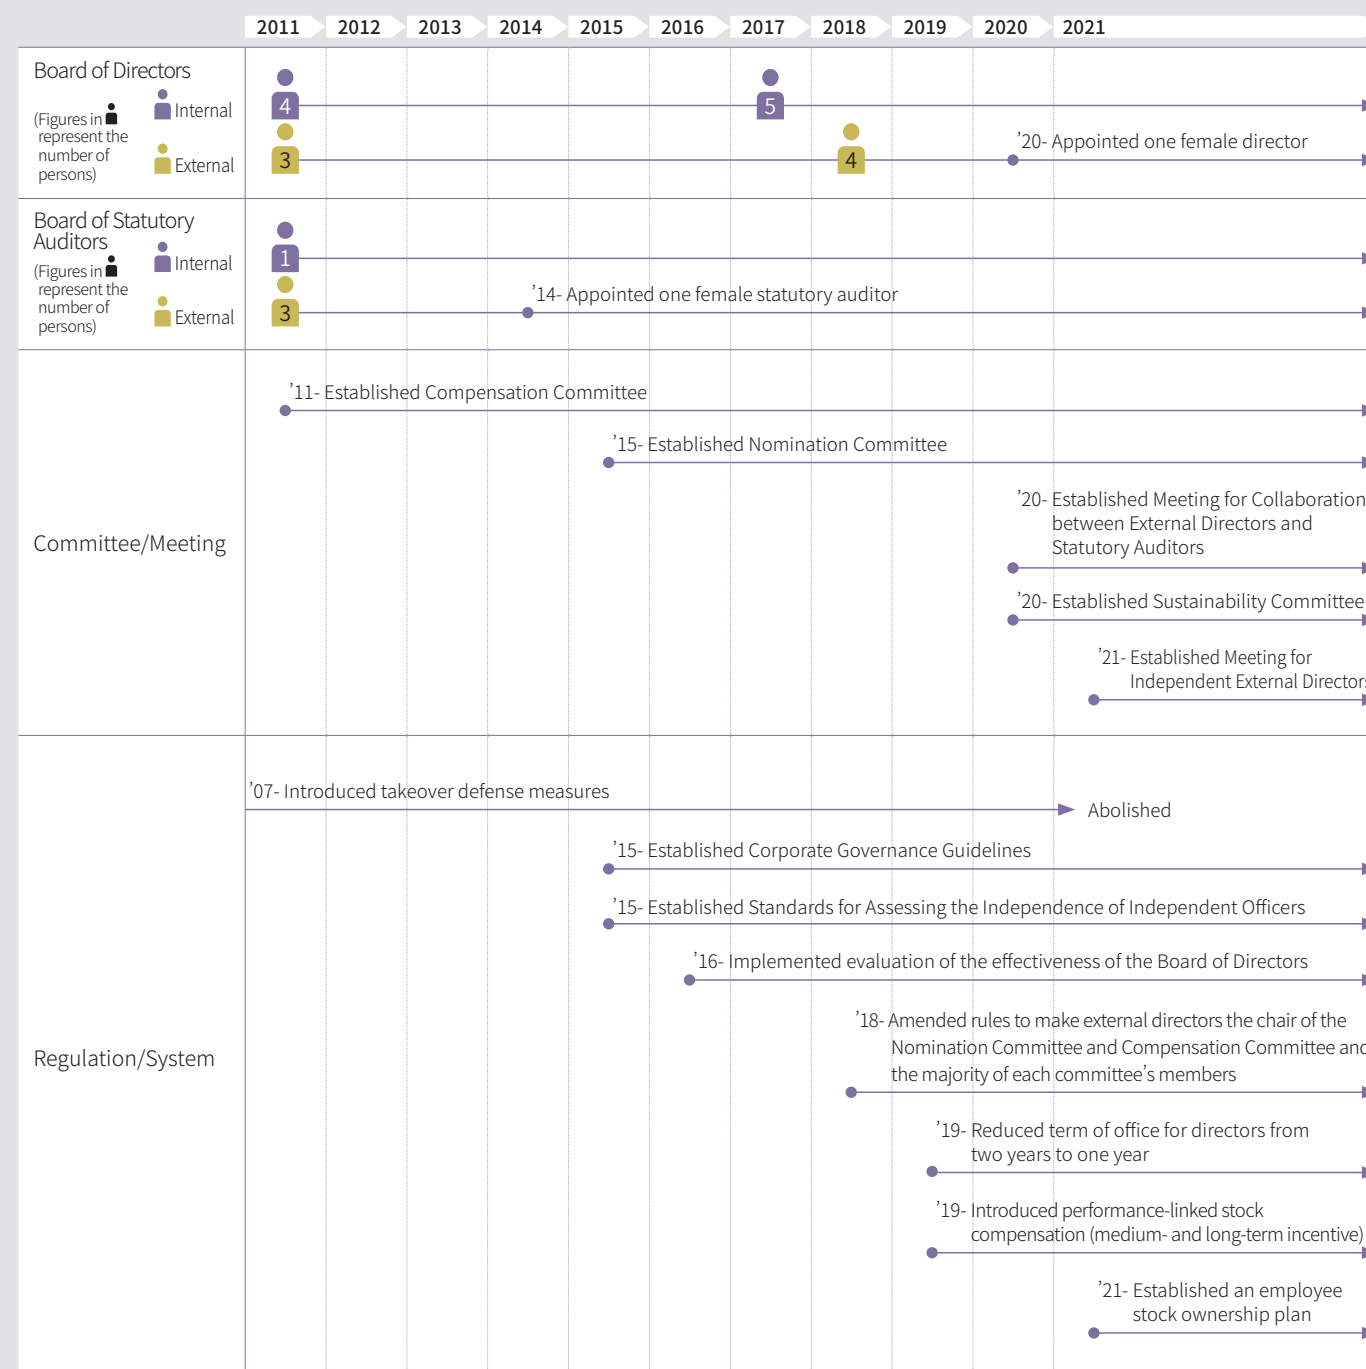 2011 2012 2013 2014 2015 2016 2017 2018 2019 2020 2021
Board of Directors
(Figures in
represent the
number of
persons)
Internal
External
4
5
3
4
’20- Appointed one female director
Board of Statutory
Auditors
(Figures in
represent the
number of
persons)
Internal
External
1
3
’14- Appointed one female statutory auditor
Committee/Meeting
’11- Established Compensation Committee
’15- Established Nomination Committee
’20- Established Meeting for Collaboration
between External Directors and
Statutory Auditors
’20- Established Sustainability Committee
’21- Established Meeting for
Independent External Directors
Regulation/System
’07- Introduced takeover defense measures
Abolished
’15- Established Corporate Governance Guidelines
’15- Established Standards for Assessing the Independence of Independent Officers
’16- Implemented evaluation of the effectiveness of the Board of Directors
’18- Amended rules to make external directors the chair of the
Nomination Committee and Compensation Committee and
the majority of each committee’s members
’19- Reduced term of office for directors from
two years to one year
’19- Introduced performance-linked stock
compensation (medium- and long-term incentive)
’21- Established an employee
stock ownership plan